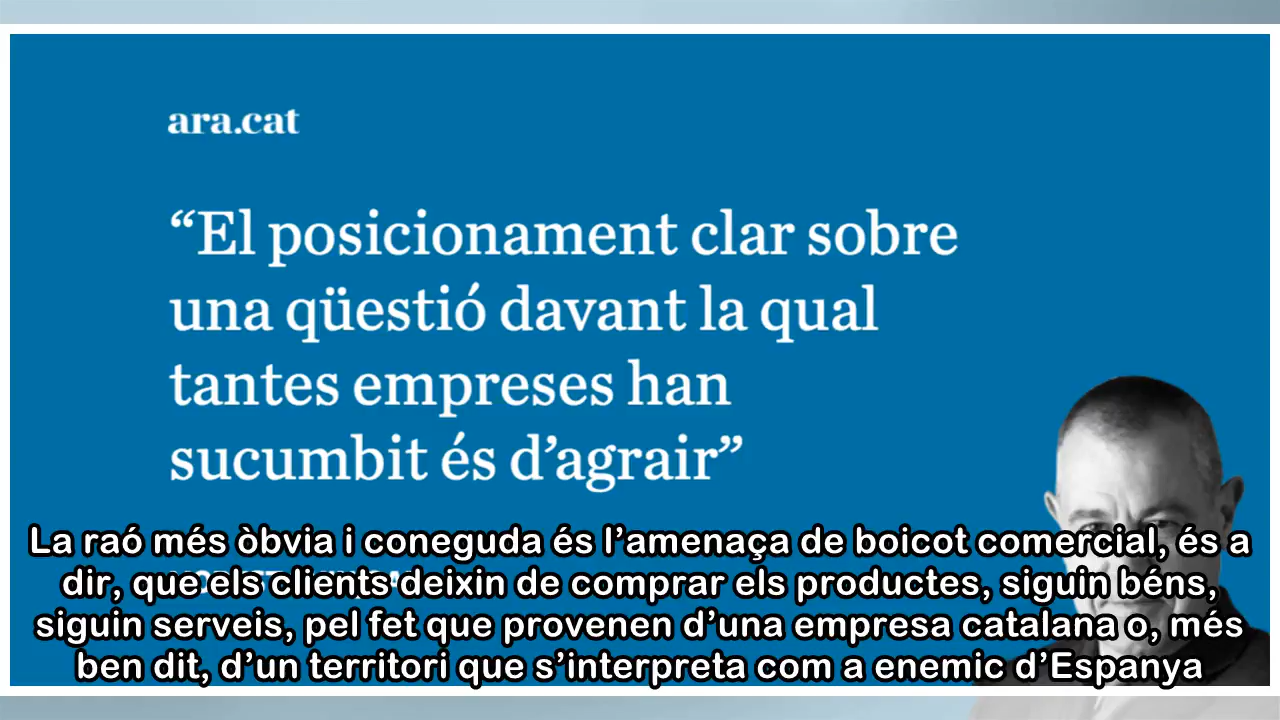 ara.cat
“El posicionament clar sobre
una qüestió davant la qual
tantes empreses han
sucumbit és d’agrair”
La raó més òbvia i coneguda és l’amenaça de boicot comercial, és a
dir, que els clients deixin de comprar els productes, siguin béns,
siguin serveis, pel fet que provenen d’una empresa catalana o, més
ben dit, d’un territori que s’interpreta com a enemic d’Espanya